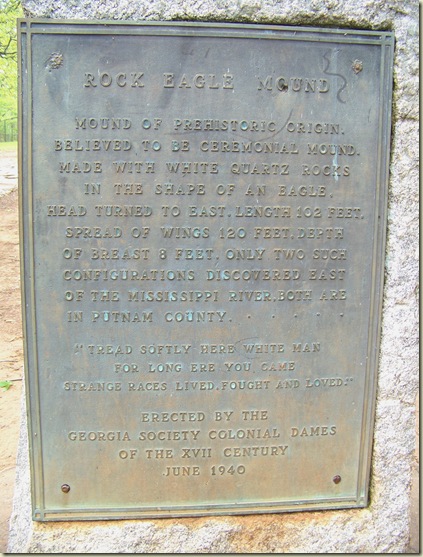 ROCK EAGLE MOUND
MOUND OF PREHISTORIC ORIGIN.
BELIEVED TO BE CEREMONIAL MOUND.
MADE WITH WHITE QUARTZ ROCKS
IN THE SHAPE OF AN EAGLE,
HEAD TURNED TO EAST. LENGTH 102 FEET.
SPREAD OF WINGS 120 FEET. DEPTH
OF BREAST 8 FEET. ONLY TWO SUCH
CONFIGURATIONS DISCOVERED EAST
OF THE MISSISSIPPI RIVER. BOTH ARE
IN PUTNAM COUNTY. . . . . .
"TREAD SOFTLY HERE WHITE MAN
FOR LONG ERE YOU CAME
STRANGE RACES LIVED, FOUGHT AND LOVED."
ERECTED BY THE
GEORGIA SOCIETY COLONIAL DAMES
OF THE XVII CENTURY
JUNE 1940